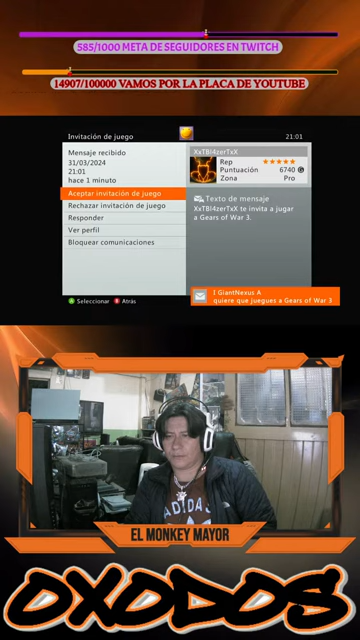 585/1000 META DE SEGUIDORES EN TWITCH
14907/100000 VAMOS POR LA PLACA DE YOUTUBE
Invitación de juego
21:01
Mensaje recibido
31/03/2024
21:01
hace 1 minuto
Aceptar invitación de juego
Rechazar invitación de juego
Responder
Ver perfil
Bloquear comunicaciones
XxTBl4zerTxX
Rep
Puntuación 6740 G
Zona Pro
Texto de mensaje
XxTBl4zerTxX te invita a jugar
a Gears of War 3.
A Seleccionar B Atrás
I GiantNexus A
quiere que juegues a Gears of War 3
ADIDAS
EL MONKEY MAYOR
OXODOS